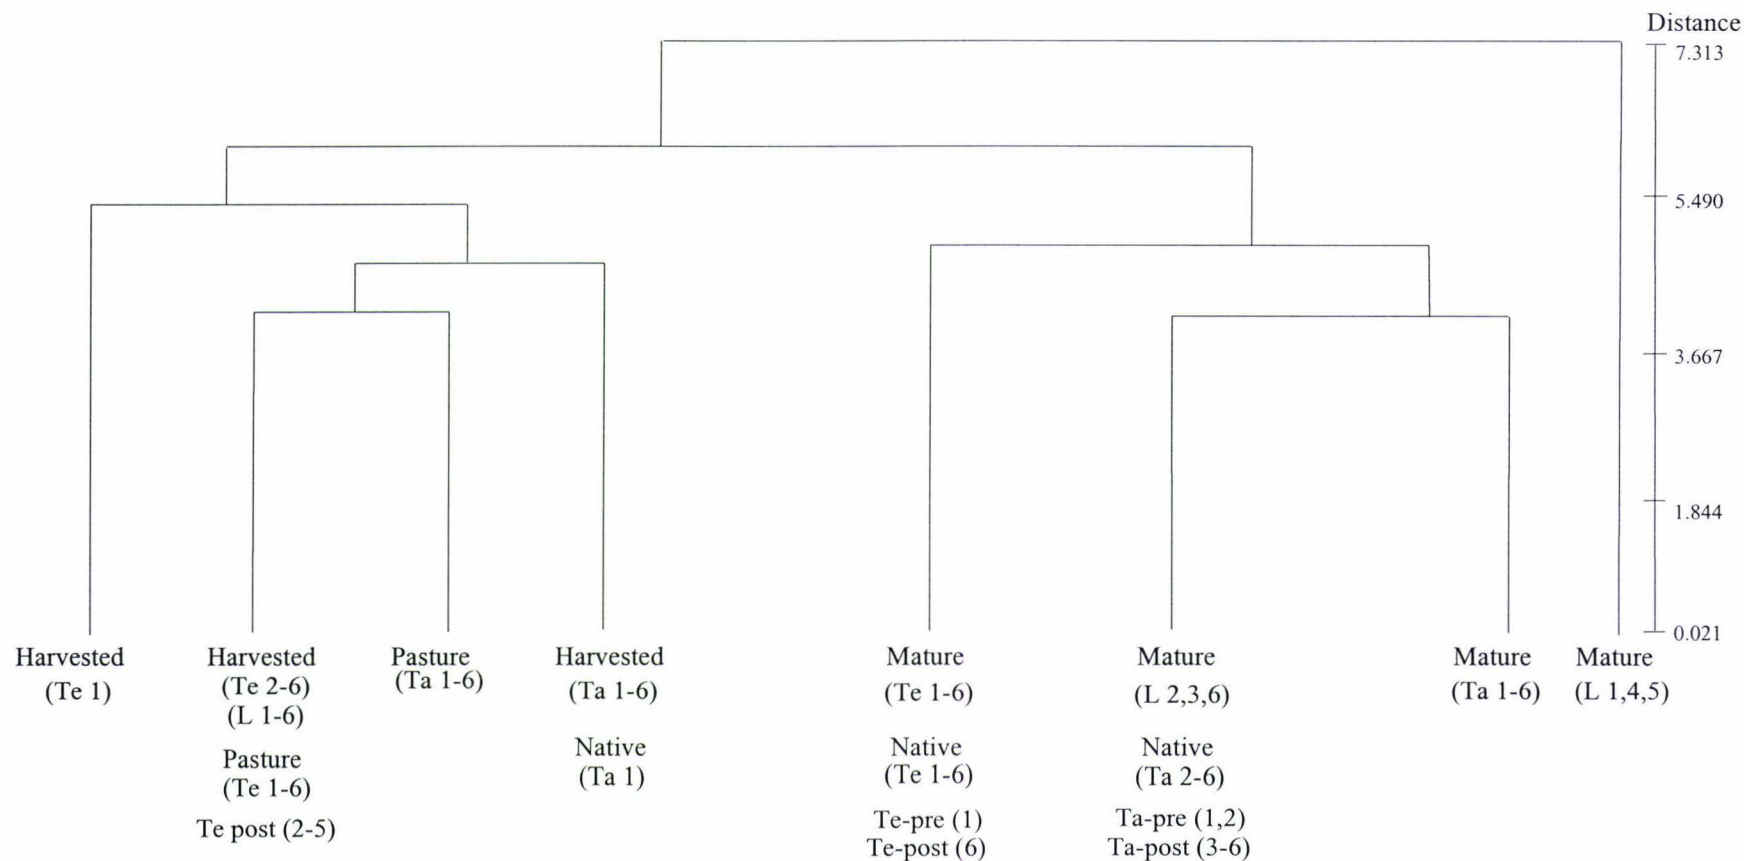 Distance
7.313
5.490
3.667
1.844
0.021
Harvested
(Te 1)
Harvested
(Te 2-6)
(L 1-6)
Pasture
(Te 1-6)
Te post (2-5)
Pasture
(Ta 1-6)
Harvested
(Ta 1-6)
Native
(Ta 1)
Mature
(Te 1-6)
Native
(Te 1-6)
Te-pre (1)
Te-post (6)
Mature
(L 2,3,6)
Native
(Ta 2-6)
Ta-pre (1,2)
Ta-post (3-6)
Mature
(Ta 1-6)
Mature
(L 1,4,5)